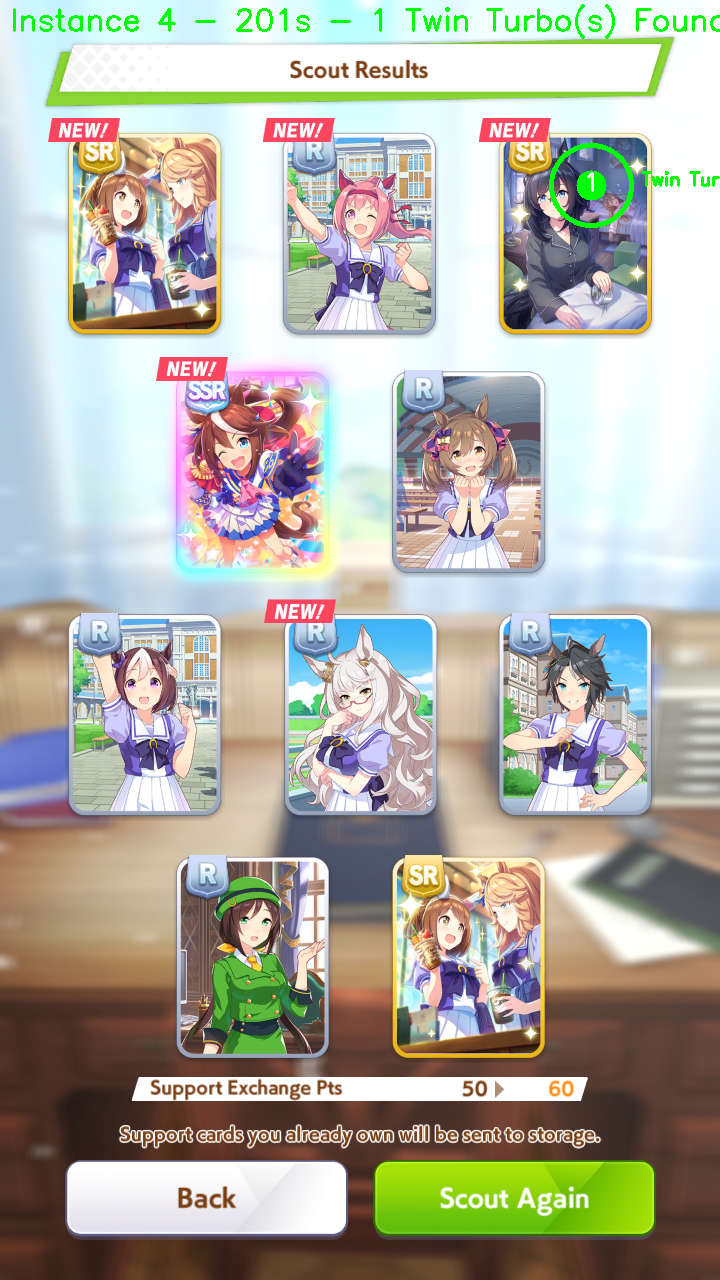 Instance 4 - 201s - 1 Twin Turbo(s) Found
Scout Results
NEW! NEW! NEW!
SR R SR
1 Twin Tur
NEW!
SSR R
NEW!
R R R
R SR
Support Exchange Pts 50 60
Support cards you already own will be sent to storage.
Back Scout Again